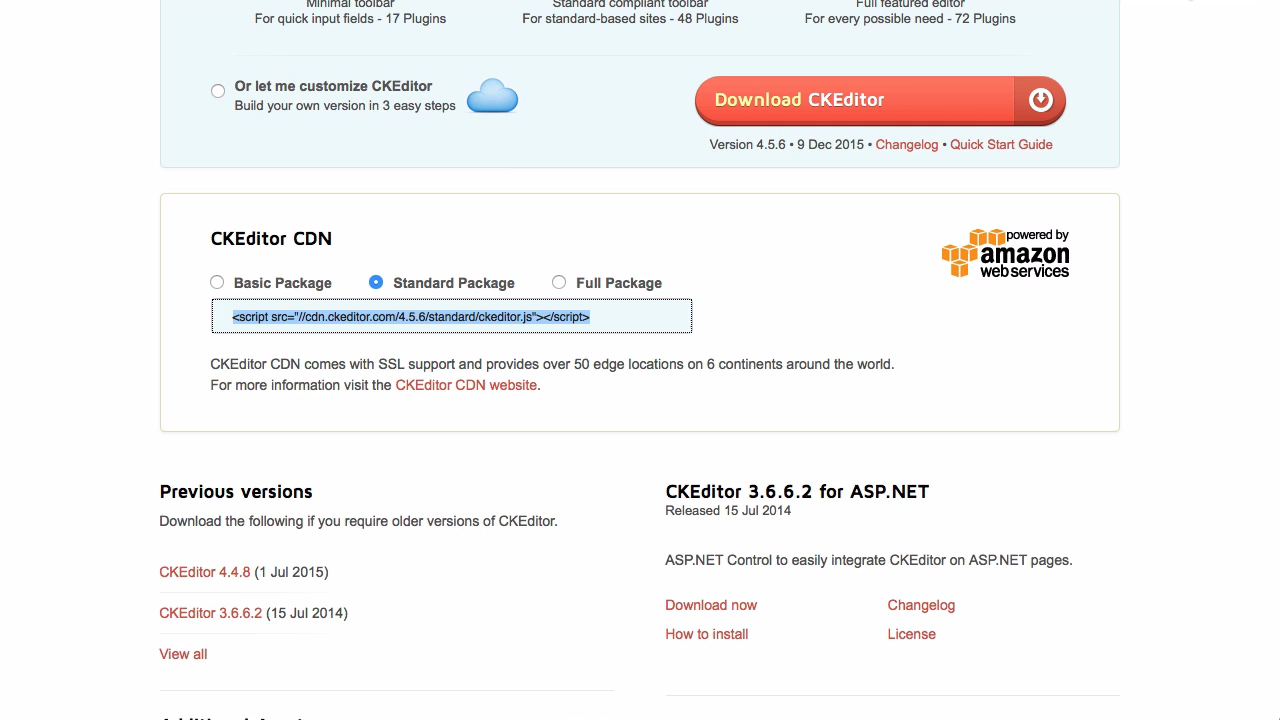 Minimal toolbar
For quick input fields - 17 Plugins
Standard compliant toolbar
For standard-based sites - 48 Plugins
Full featured editor
For every possible need - 72 Plugins
Or let me customize CKEditor
Build your own version in 3 easy steps
Download CKEditor
Version 4.5.6 • 9 Dec 2015 • Changelog • Quick Start Guide
CKEditor CDN
powered by
amazon
webservices
Basic Package
Standard Package
Full Package
<script src="//cdn.ckeditor.com/4.5.6/standard/ckeditor.js"></script>
CKEditor CDN comes with SSL support and provides over 50 edge locations on 6 continents around the world.
For more information visit the CKEditor CDN website.
Previous versions
Download the following if you require older versions of CKEditor.
CKEditor 4.4.8 (1 Jul 2015)
CKEditor 3.6.6.2 (15 Jul 2014)
View all
CKEditor 3.6.6.2 for ASP.NET
Released 15 Jul 2014
ASP.NET Control to easily integrate CKEditor on ASP.NET pages.
Download now
Changelog
How to install
License